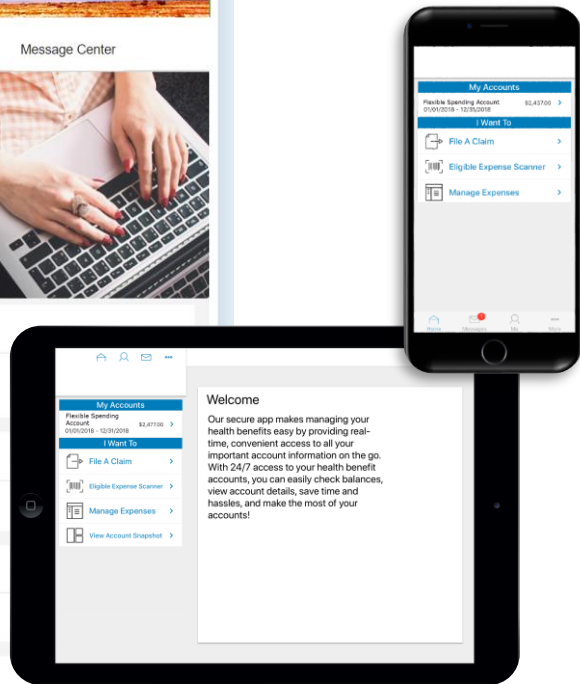 Message Center
My Accounts
Flexible Spending Account $2,437.00
01/01/2018 - 12/31/2018
I Want To
File A Claim
Eligible Expense Scanner
Manage Expenses
1
Home Messages Me More
My Accounts
Flexible Spending
Account $2,477.00
01/01/2018 - 12/31/2018
I Want To
File A Claim
Eligible Expense Scanner
Manage Expenses
View Account Snapshot
Welcome
Our secure app makes managing your
health benefits easy by providing real-
time, convenient access to all your
important account information on the go.
With 24/7 access to your health benefit
accounts, you can easily check balances,
view account details, save time and
hassles, and make the most of your
accounts!